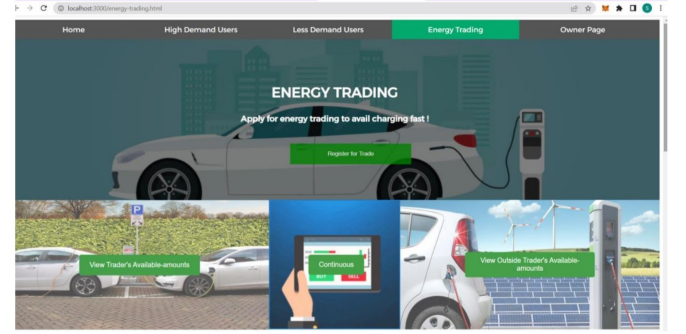 localhost:3000/energy-trading.html
S
Home High Demand Users Less Demand Users Energy Trading Owner Page
ENERGY TRADING
Apply for energy trading to avail charging fast !
Register for Trade
P
View Trader's Available-amounts
Continuous
View Outside Trader's Available-
amounts
BUY SELL